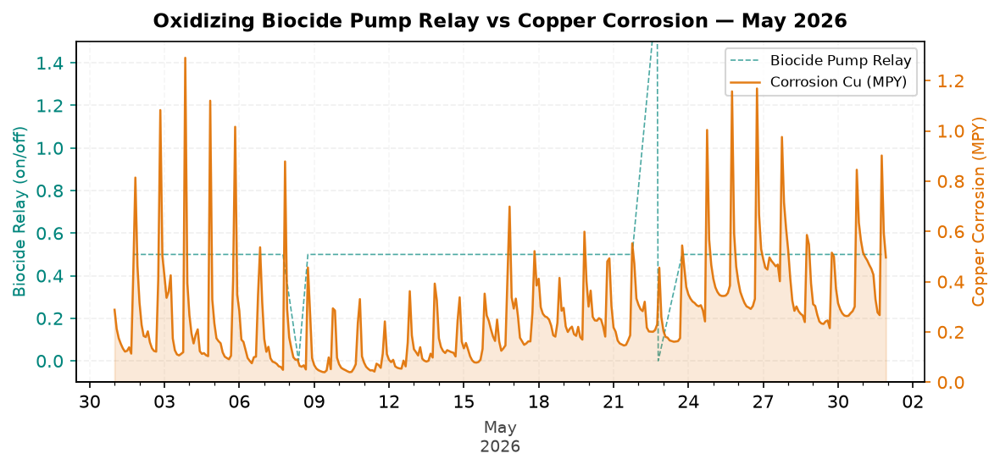 Oxidizing Biocide Pump Relay vs Copper Corrosion — May 2026
Biocide Relay (on/off)
1.4
1.2
1.0
0.8
0.6
0.4
0.2
0.0
Biocide Pump Relay
Corrosion Cu (MPY)
1.2
1.0
0.8
0.6
0.4
0.2
0.0
Copper Corrosion (MPY)
30 03 06 09 12 15 18 21 24 27 30 02
May
2026